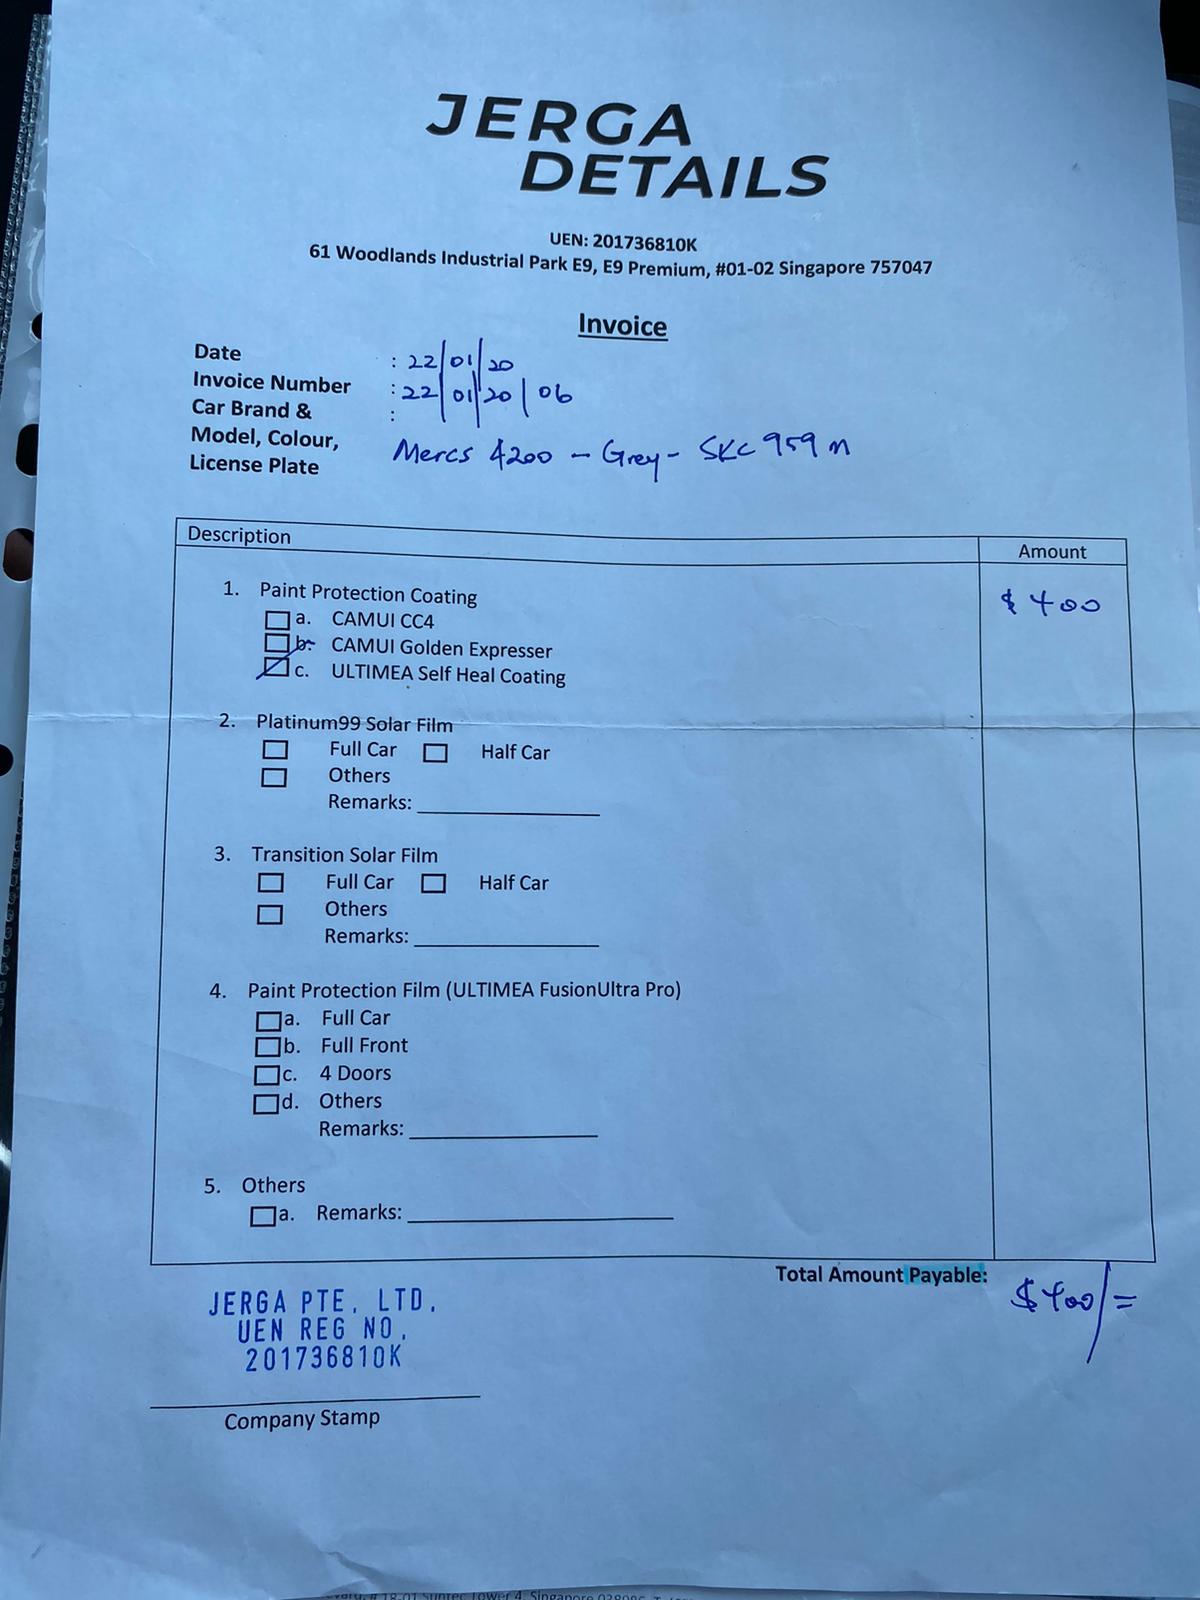 JERGA
DETAILS
UEN: 201736810K
61 Woodlands Industrial Park E9, E9 Premium, #01-02 Singapore 757047
Invoice
Date : 22/01/20
Invoice Number : 22/01/20/06
Car Brand & :
Model, Colour,
License Plate Mercs A200 - Grey - SKC 959 M
Description Amount
1. Paint Protection Coating $400
a. CAMUI CC4
b. CAMUI Golden Expresser
c. ULTIMEA Self Heal Coating
2. Platinum99 Solar Film
Full Car Half Car
Others
Remarks:
3. Transition Solar Film
Full Car Half Car
Others
Remarks:
4. Paint Protection Film (ULTIMEA FusionUltra Pro)
a. Full Car
b. Full Front
c. 4 Doors
d. Others
Remarks:
5. Others
a. Remarks:
Total Amount Payable: $400/=
JERGA PTE. LTD.
UEN REG NO.
201736810K
Company Stamp